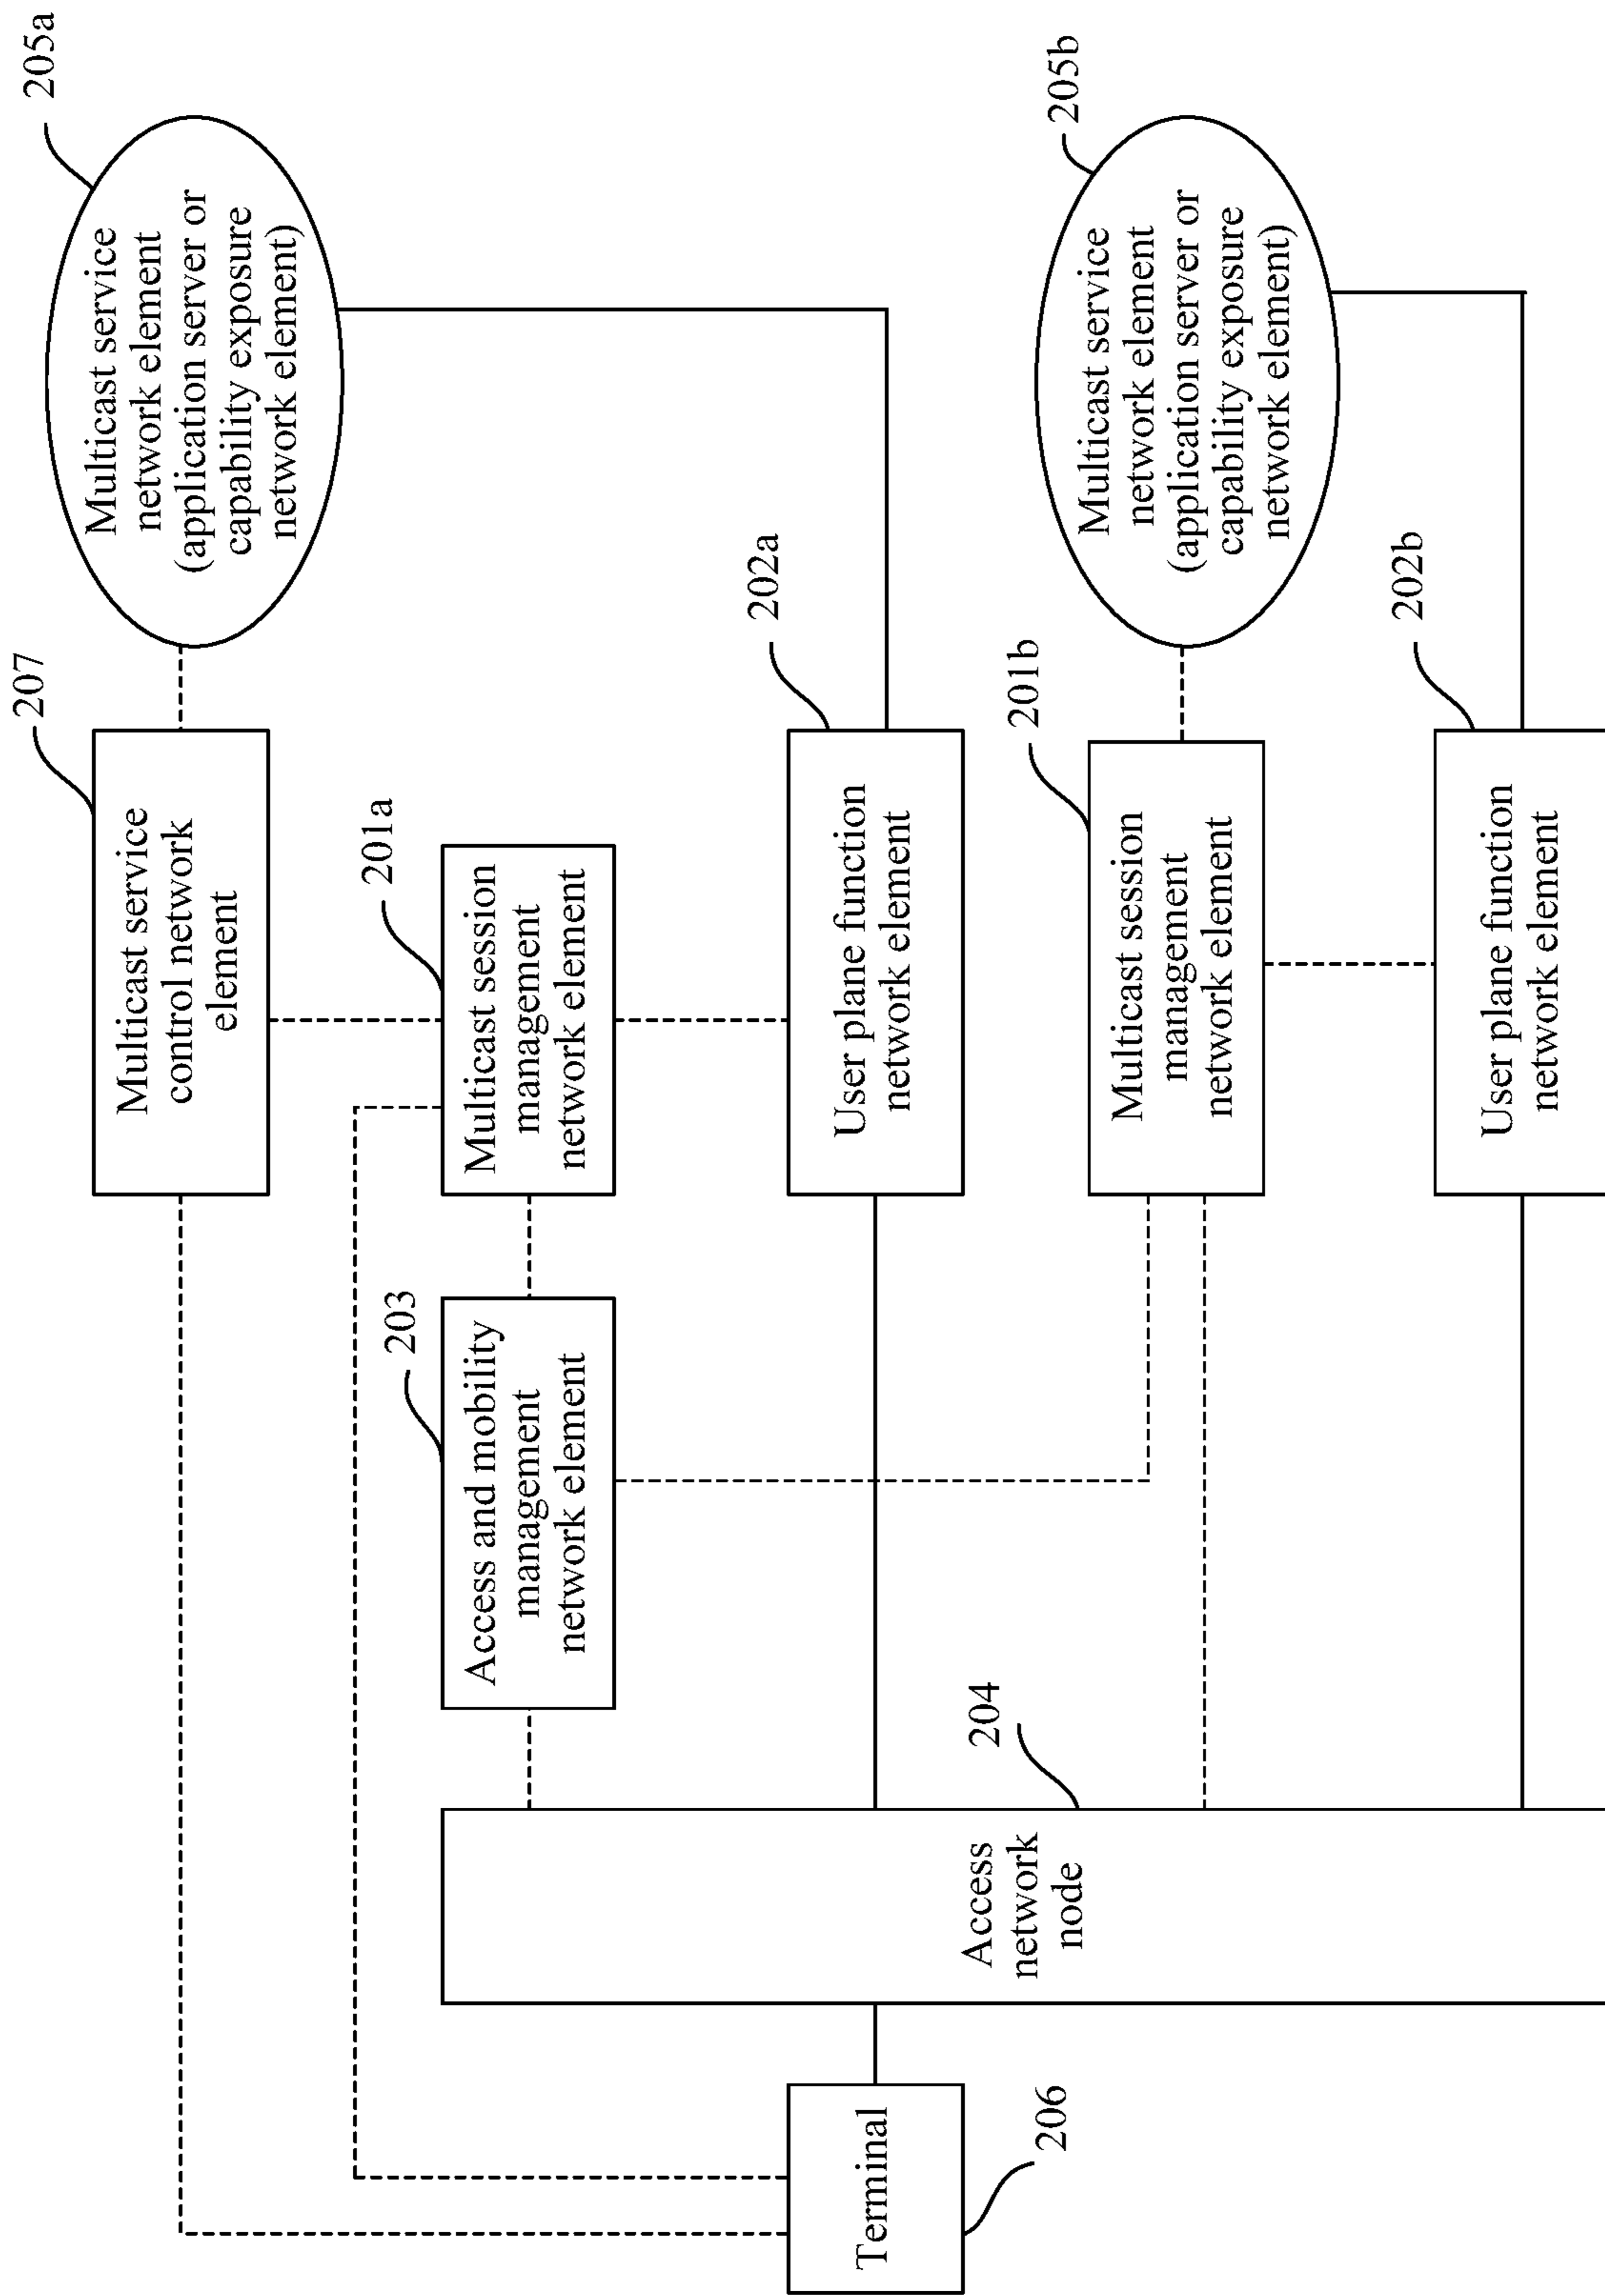 205a
Multicast service
network element
(application server or
capability exposure
network element)
207
Multicast service
control network
element
201a
Multicast session
management
network element
203
Access and mobility
management
network element
202a
User plane function
network element
204
Access
network
node
Terminal
206
205b
Multicast service
network element
(application server or
capability exposure
network element)
201b
Multicast session
management
network element
202b
User plane function
network element